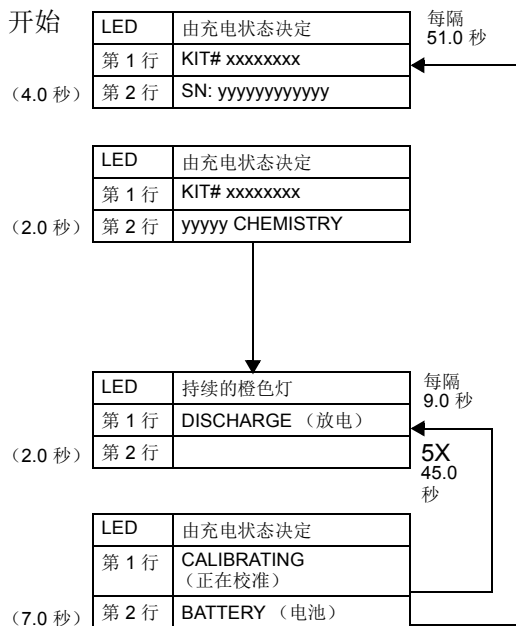 开始
LED 由充电状态决定
每隔
51.0 秒
第 1 行 KIT# xxxxxxxx
（4.0 秒） 第 2 行 SN: yyyyyyyyyyyy
LED 由充电状态决定
第 1 行 KIT# xxxxxxxx
（2.0 秒） 第 2 行 yyyyy CHEMISTRY
LED 持续的橙色灯
每隔
9.0 秒
第 1 行 DISCHARGE （放电）
（2.0 秒） 第 2 行
5X
45.0
秒
LED 由充电状态决定
第 1 行 CALIBRATING
（正在校准）
（7.0 秒） 第 2 行 BATTERY （电池）